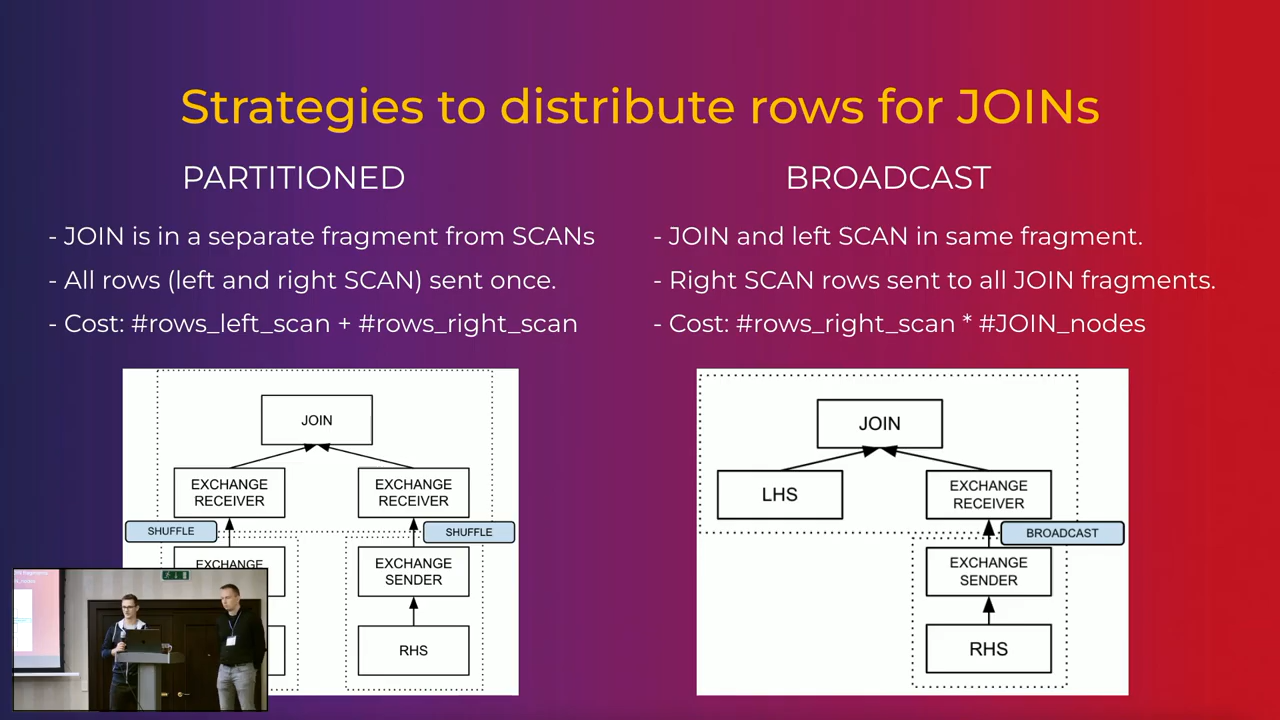 Strategies to distribute rows for JOINs
PARTITIONED
- JOIN is in a separate fragment from SCANs
- All rows (left and right SCAN) sent once.
- Cost: #rows_left_scan + #rows_right_scan
JOIN
EXCHANGE
RECEIVER
EXCHANGE
RECEIVER
SHUFFLE
SHUFFLE
EXCHANGE
EXCHANGE
SENDER
RHS
BROADCAST
- JOIN and left SCAN in same fragment.
- Right SCAN rows sent to all JOIN fragments.
- Cost: #rows_right_scan * #JOIN_nodes
JOIN
LHS
EXCHANGE
RECEIVER
BROADCAST
EXCHANGE
SENDER
RHS